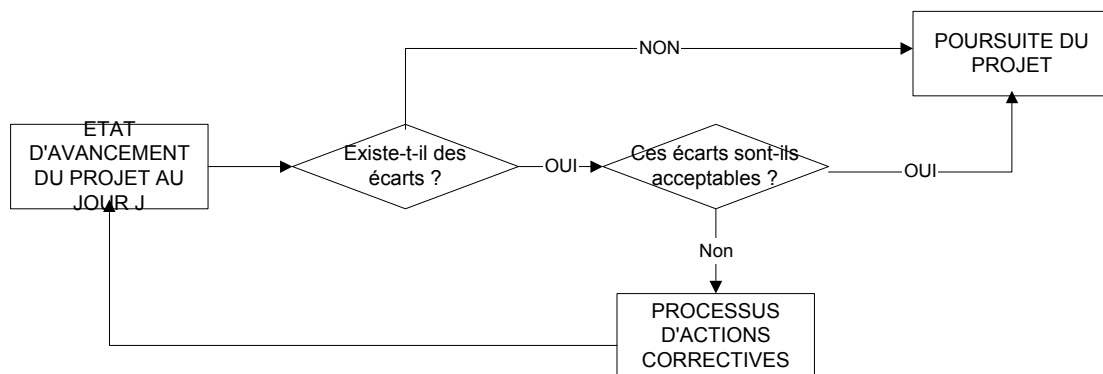 NON
POURSUITE DU
PROJET
ETAT
D'AVANCEMENT
DU PROJET AU
JOUR J
Existe-t-il des
écarts ?
OUI
Ces écarts sont-ils
acceptables ?
OUI
Non
PROCESSUS
D'ACTIONS
CORRECTIVES